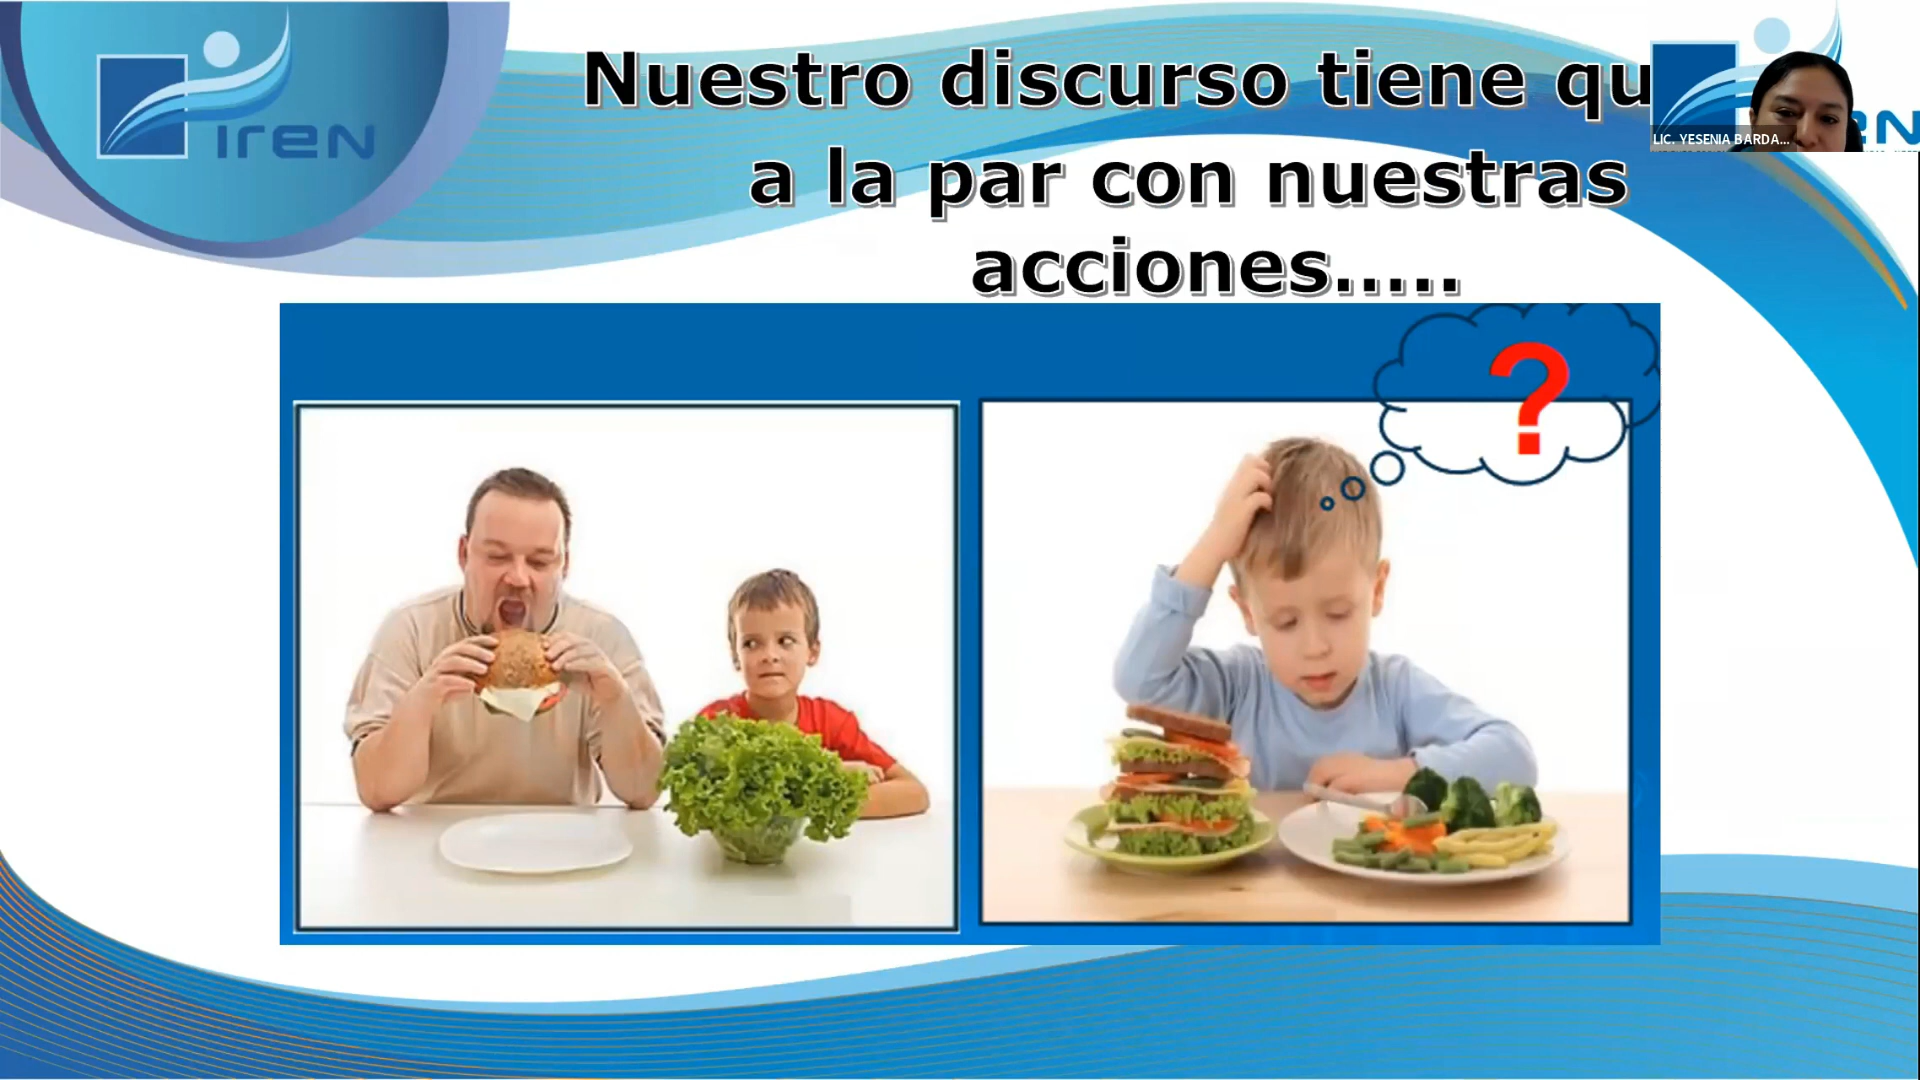 IREN
Nuestro discurso tiene qu
LIC. YESENIA BARDA...
a la par con nuestras
acciones.....
?